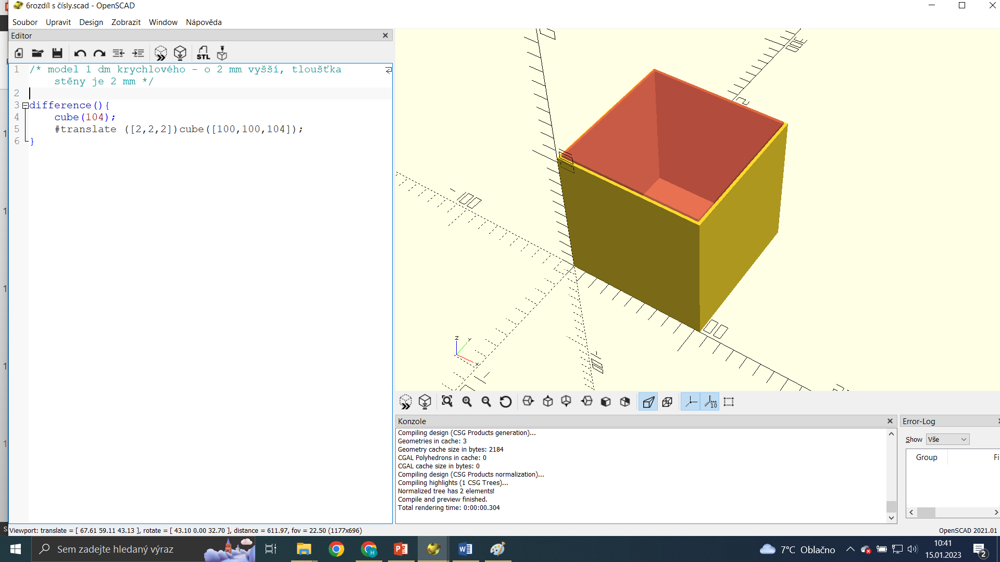 6rozdíl s čísly.scad - OpenSCAD
Soubor Upravit Design Zobrazit Window Nápověda
Editor
STL
1 /* model 1 dm krychlového - o 2 mm vyšší, tloušťka
stěny je 2 mm */
2
3 difference(){
4 cube(104);
5 #translate ([2,2,2])cube([100,100,104]);
6 }
100
100
z
y
x
10
Konzole
Compiling design (CSG Products generation)...
Geometries in cache: 3
Geometry cache size in bytes: 2184
CGAL Polyhedrons in cache: 0
CGAL cache size in bytes: 0
Compiling design (CSG Products normalization)...
Compiling highlights (1 CSG Trees)...
Normalized tree has 2 elements!
Compile and preview finished.
Total rendering time: 0:00:00.304
Error-Log
Show Vše
Group Fi
Viewport: translate = [ 67.61 59.11 43.13 ], rotate = [ 43.10 0.00 32.70 ], distance = 611.97, fov = 22.50 (1177x696)
OpenSCAD 2021.01
Sem zadejte hledaný výraz
7°C Oblačno
10:41
15.01.2023
2